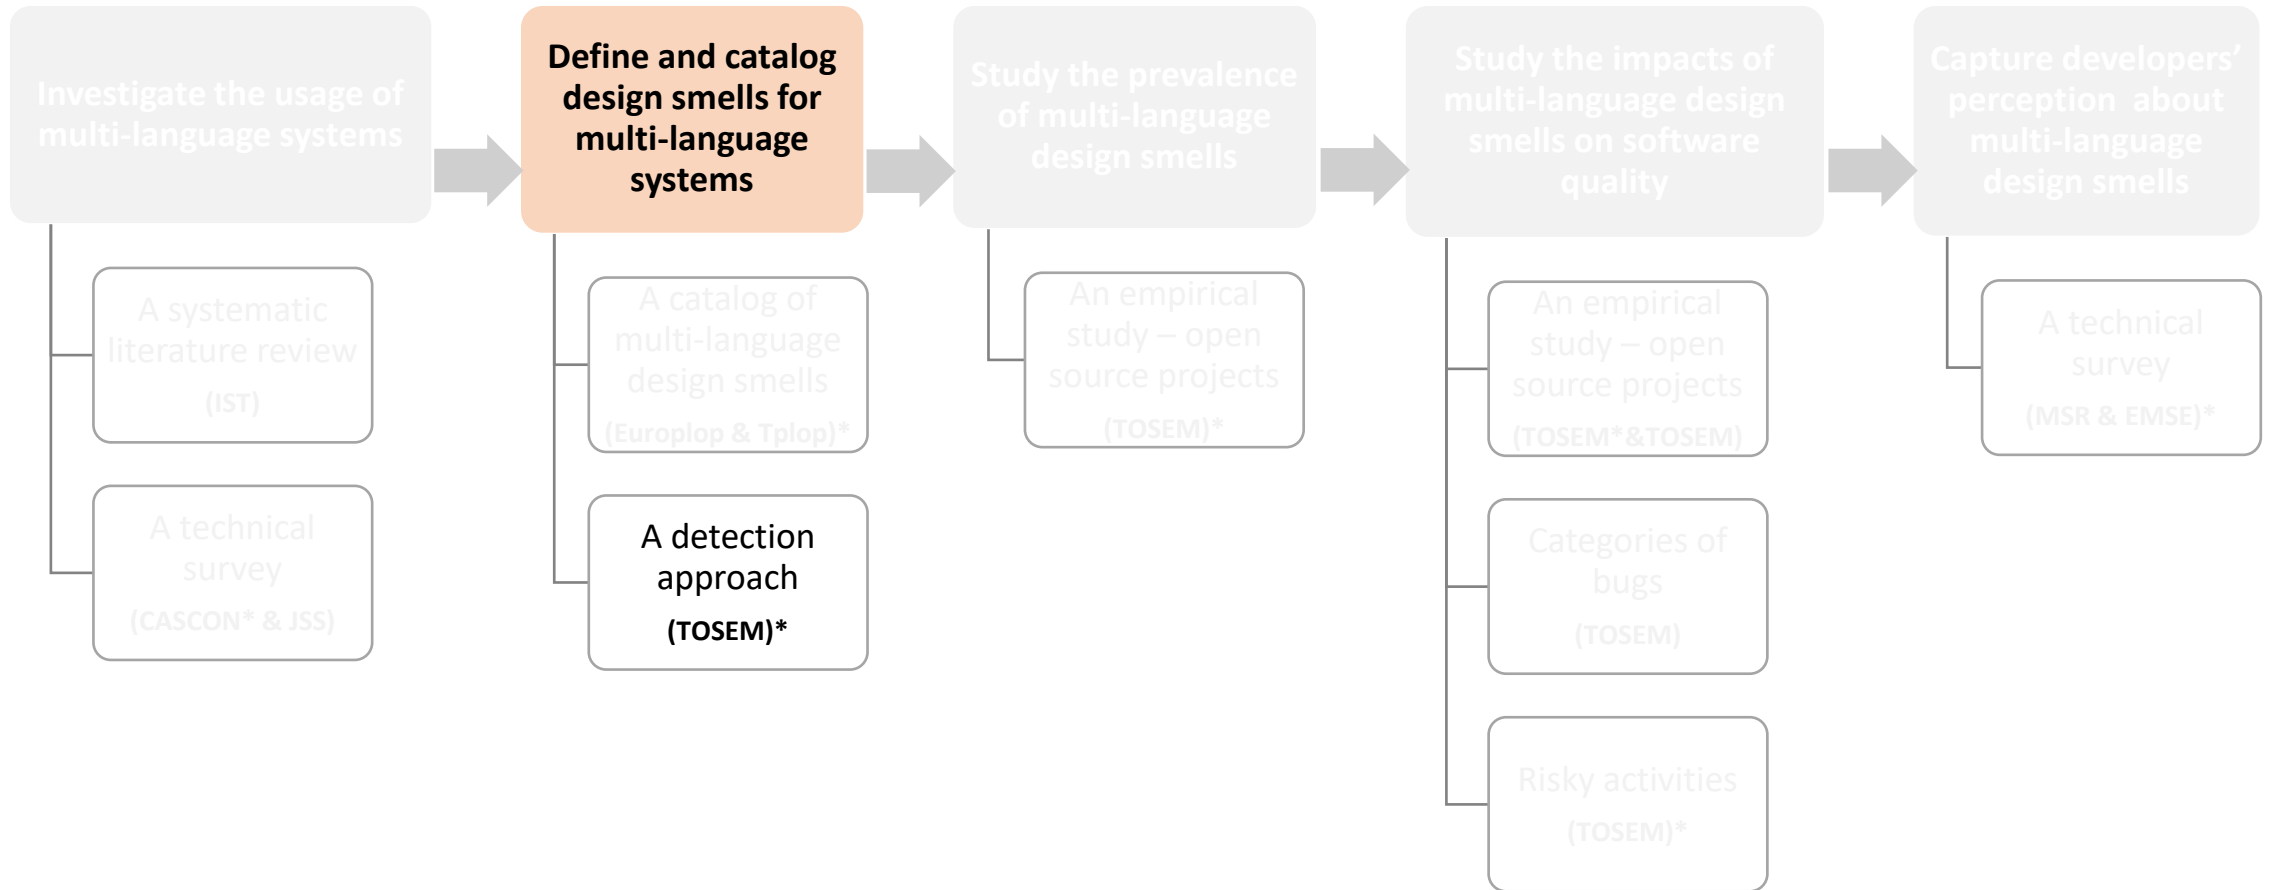 Investigate the usage of
multi-language systems
A systematic
literature review
(IST)
A technical
survey
(CASCON* & JSS)
Define and catalog
design smells for
multi-language
systems
A catalog of
multi-language
design smells
(Europlop & Tplop)*
A detection
approach
(TOSEM)*
Study the prevalence
of multi-language
design smells
An empirical
study – open
source projects
(TOSEM)*
Study the impacts of
multi-language design
smells on software
quality
An empirical
study – open
source projects
(TOSEM*&TOSEM)
Categories of
bugs
(TOSEM)
Risky activities
(TOSEM)*
Capture developers’
perception about
multi-language
design smells
A technical
survey
(MSR & EMSE)*